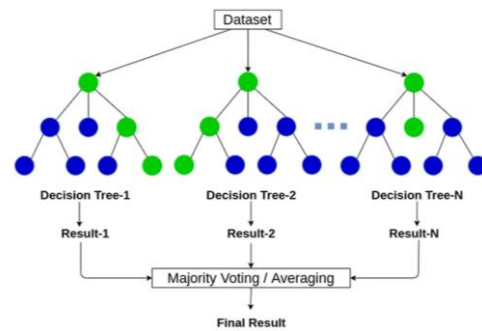 Dataset
Decision Tree-1 Decision Tree-2 Decision Tree-N
Result-1 Result-2 Result-N
Majority Voting / Averaging
Final Result